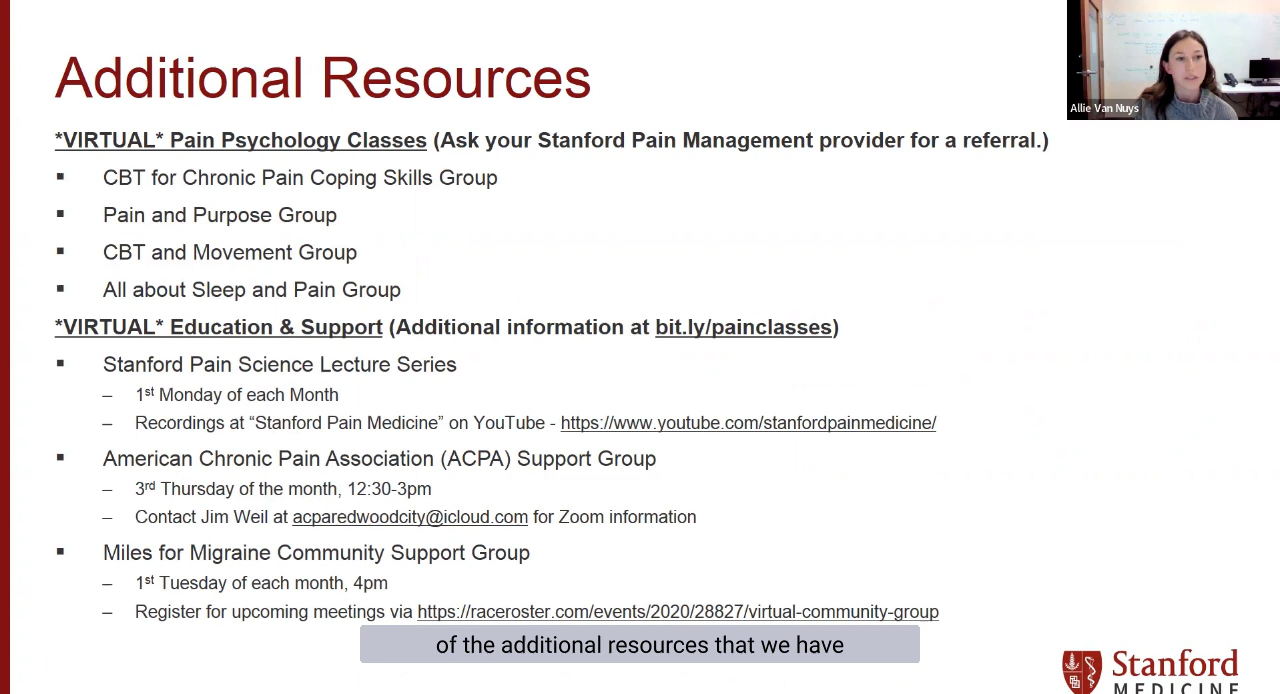 Additional Resources
Allie Van Nuys
*VIRTUAL* Pain Psychology Classes (Ask your Stanford Pain Management provider for a referral.)
▪ CBT for Chronic Pain Coping Skills Group
▪ Pain and Purpose Group
▪ CBT and Movement Group
▪ All about Sleep and Pain Group
*VIRTUAL* Education & Support (Additional information at bit.ly/painclasses)
▪ Stanford Pain Science Lecture Series
– 1st Monday of each Month
– Recordings at “Stanford Pain Medicine” on YouTube - https://www.youtube.com/stanfordpainmedicine/
▪ American Chronic Pain Association (ACPA) Support Group
– 3rd Thursday of the month, 12:30-3pm
– Contact Jim Weil at acparedwoodcity@icloud.com for Zoom information
▪ Miles for Migraine Community Support Group
– 1st Tuesday of each month, 4pm
– Register for upcoming meetings via https://raceroster.com/events/2020/28827/virtual-community-group
of the additional resources that we have
Stanford
MEDICINE